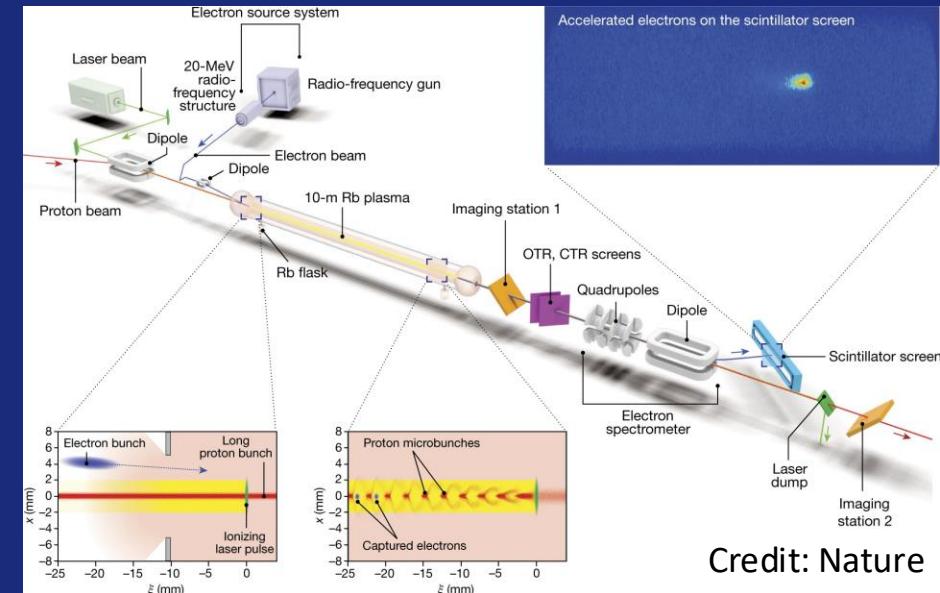 Electron source system
Accelerated electrons on the scintillator screen
Laser beam
20-MeV
radio-
frequency
structure
Radio-frequency gun
Dipole
Electron beam
Dipole
Proton beam
10-m Rb plasma
Imaging station 1
Rb flask
OTR, CTR screens
Quadrupoles
Dipole
Scintillator screen
Electron
spectrometer
Laser
dump
Imaging
station 2
8
6
4
2
0
−2
−4
−6
−8
x (mm)
Electron bunch
Long
proton bunch
Ionizing
laser pulse
−25 −20 −15 −10 −5 0
ξ (mm)
8
6
4
2
0
−2
−4
−6
−8
x (mm)
Proton microbunches
Captured electrons
−25 −20 −15 −10 −5 0
ξ (mm)
Credit: Nature